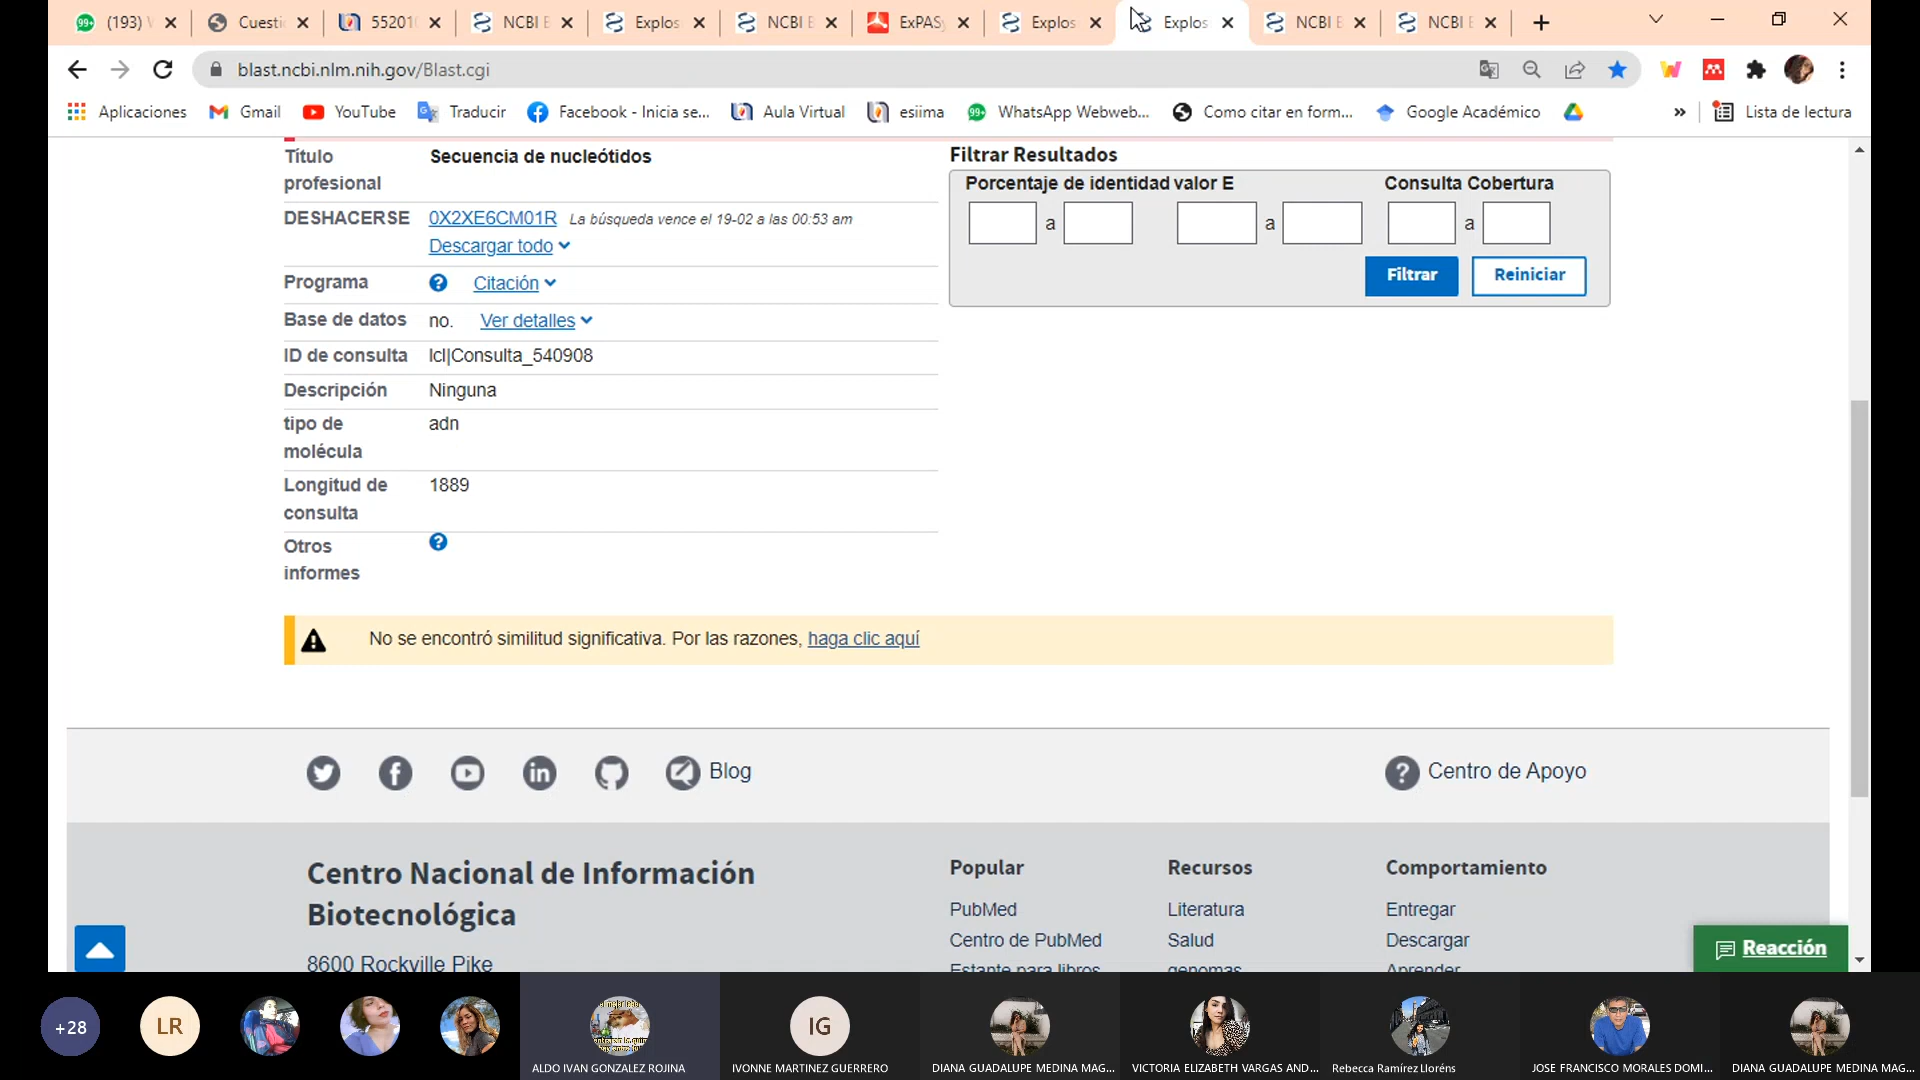 (193) W
Cuesti
55201
NCBI B
Explos
NCBI B
ExPASy
Explos
Explos
NCBI B
NCBI B
blast.ncbi.nlm.nih.gov/Blast.cgi
Aplicaciones
Gmail
YouTube
Traducir
Facebook - Inicia se...
Aula Virtual
esiima
99+
WhatsApp Webweb...
Como citar en form...
Google Académico
»
Lista de lectura
Título profesional
Secuencia de nucleótidos
DESHACERSE
0X2XE6CM01R La búsqueda vence el 19-02 a las 00:53 am
Descargar todo
Programa
Citación
Base de datos
no. Ver detalles
ID de consulta
lcl|Consulta_540908
Descripción
Ninguna
tipo de molécula
adn
Longitud de consulta
1889
Otros informes
Filtrar Resultados
Porcentaje de identidad valor E Consulta Cobertura
a a a
Filtrar Reiniciar
No se encontró similitud significativa. Por las razones, haga clic aquí
Blog
Centro de Apoyo
Centro Nacional de Información
Biotecnológica
8600 Rockville Pike
Popular
PubMed
Centro de PubMed
Estante para libros
Recursos
Literatura
Salud
genomas
Comportamiento
Entregar
Descargar
Aprender
Reacción
+28
LR
IG
ALDO IVAN GONZALEZ ROJINA
IVONNE MARTINEZ GUERRERO
DIANA GUADALUPE MEDINA MAG...
VICTORIA ELIZABETH VARGAS AND...
Rebecca Ramírez Lloréns
JOSE FRANCISCO MORALES DOMI...
DIANA GUADALUPE MEDINA MAG...